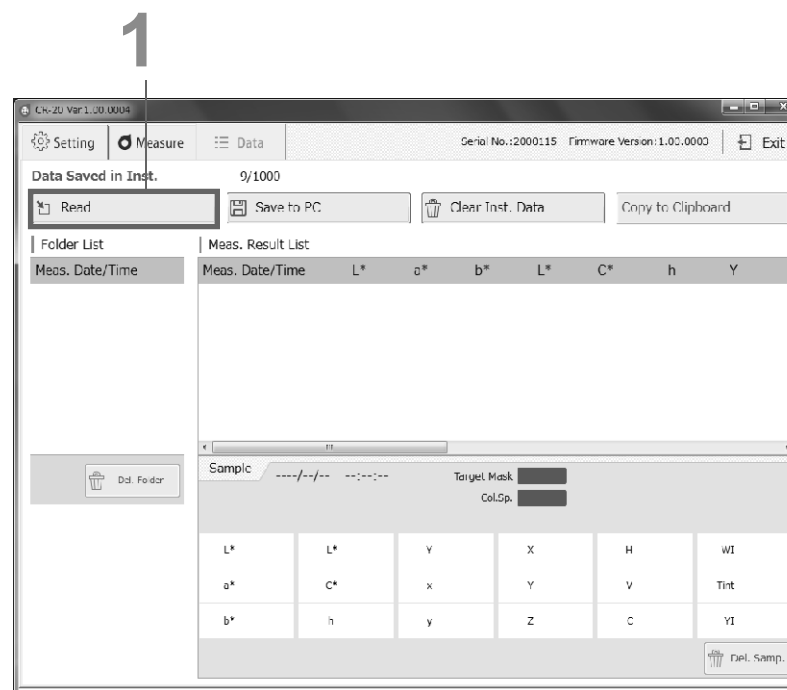 1
CR-20 Ver.1.00.0004
Setting Measure Data Serial No.:2000115 Firmware Version:1.00.0000 Exit
Data Saved in Inst. 9/1000
Read Save to PC Clear Inst. Data Copy to Clipboard
Folder List Meas. Result List
Meas. Date/Time Meas. Date/Time L* a* b* L* C* h Y
Sample ----/--/-- --:--:-- Target Mask
Del. Folder Col.Sp.
L* L* Y X H WI
a* C* x Y V Tint
b* h y Z C YI
Del. Samp.